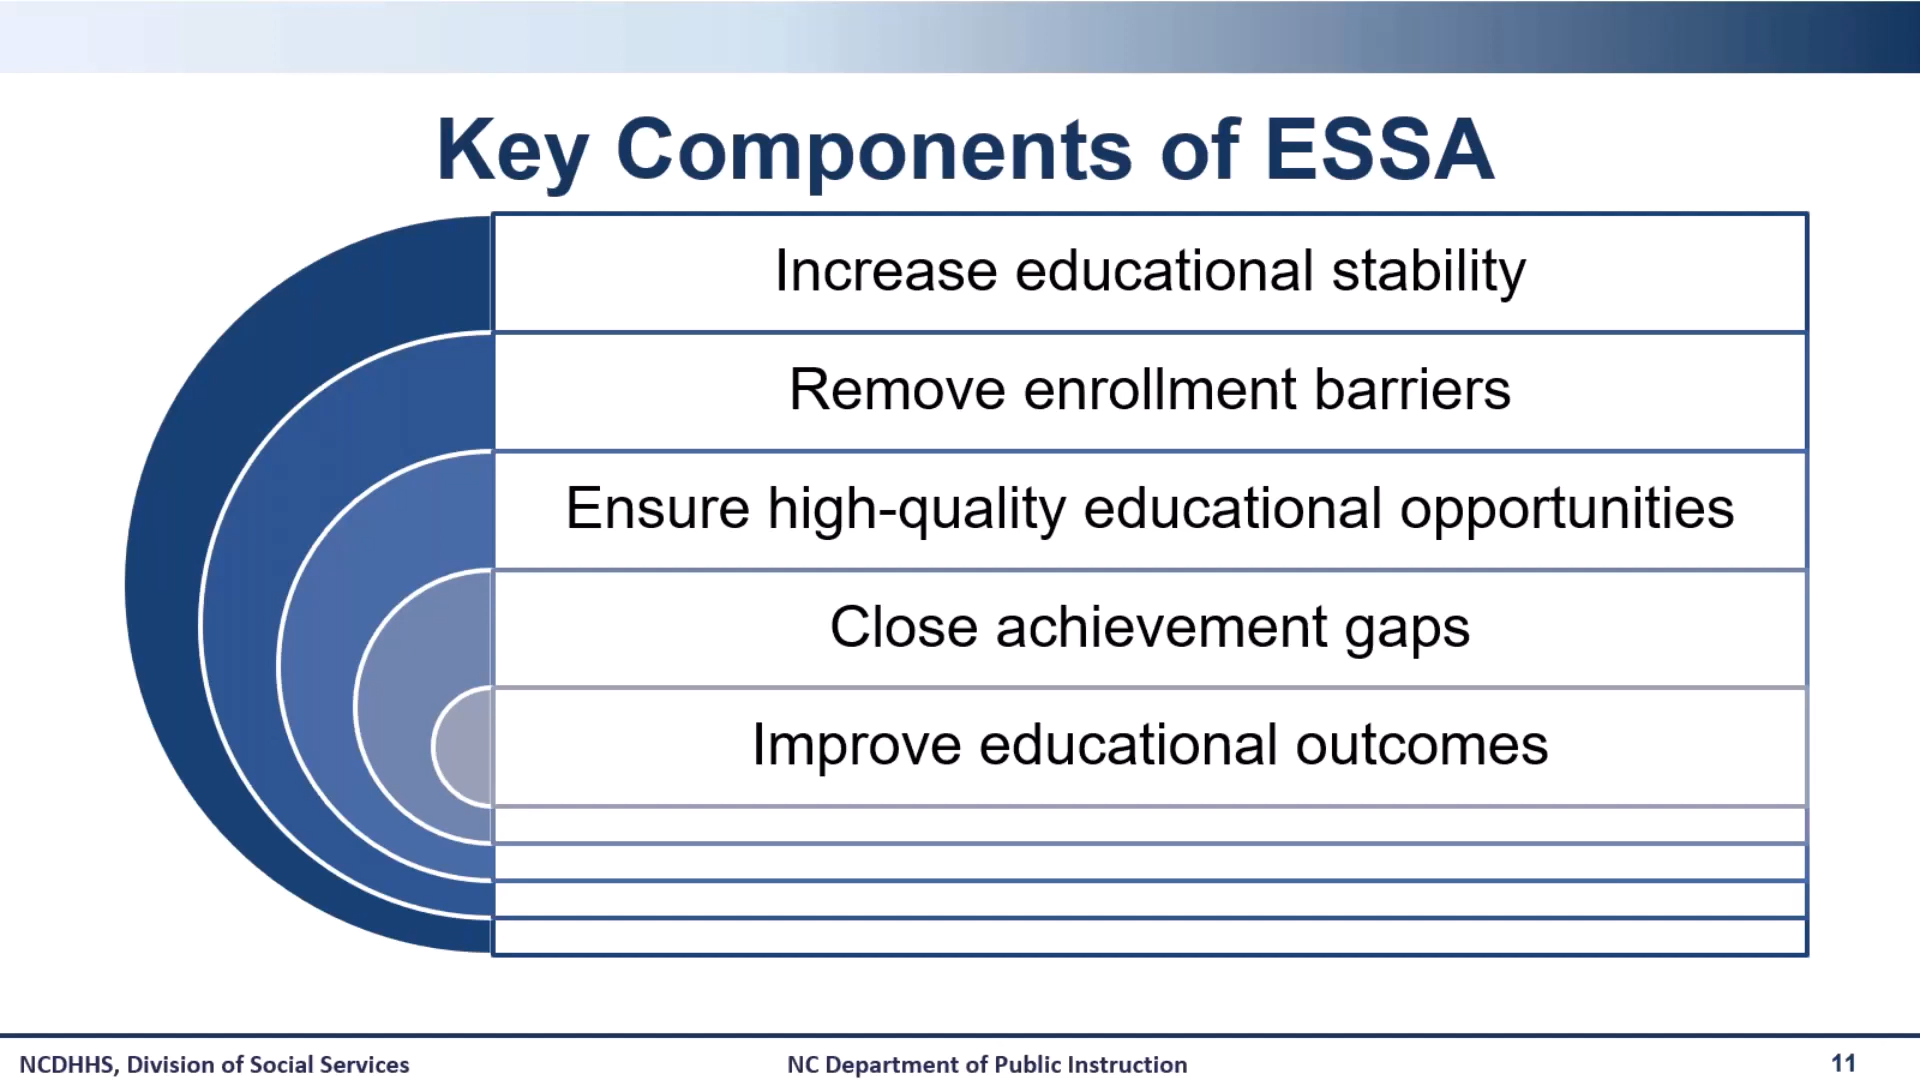 Key Components of ESSA
Increase educational stability
Remove enrollment barriers
Ensure high-quality educational opportunities
Close achievement gaps
Improve educational outcomes
NCDHHS, Division of Social Services
NC Department of Public Instruction
11